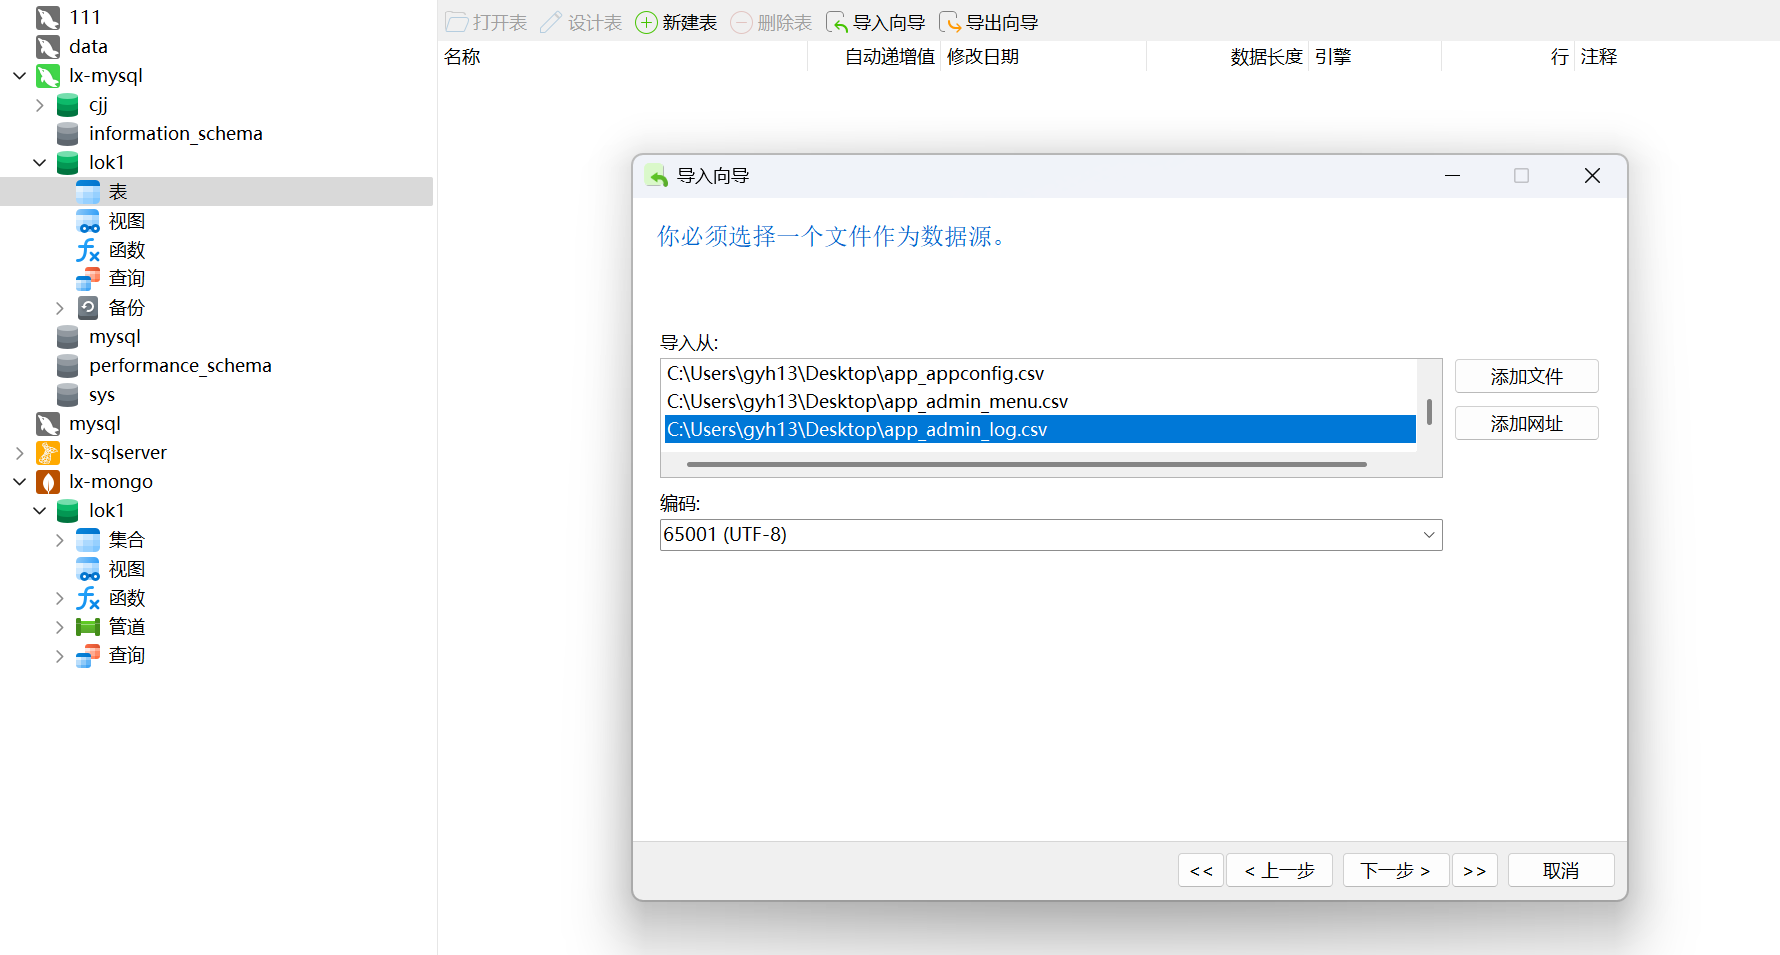 111
data
lx-mysql
cjj
information_schema
lok1
表
视图
函数
查询
备份
mysql
performance_schema
sys
mysql
lx-sqlserver
lx-mongo
lok1
集合
视图
函数
管道
查询
打开表 设计表 新建表 删除表 导入向导 导出向导
名称 自动递增值 修改日期 数据长度 引擎 行 注释
导入向导
你必须选择一个文件作为数据源。
导入从:
C:\Users\gyh13\Desktop\app_appconfig.csv
C:\Users\gyh13\Desktop\app_admin_menu.csv
C:\Users\gyh13\Desktop\app_admin_log.csv
添加文件
添加网址
编码:
65001 (UTF-8)
<< < 上一步 下一步 > >> 取消